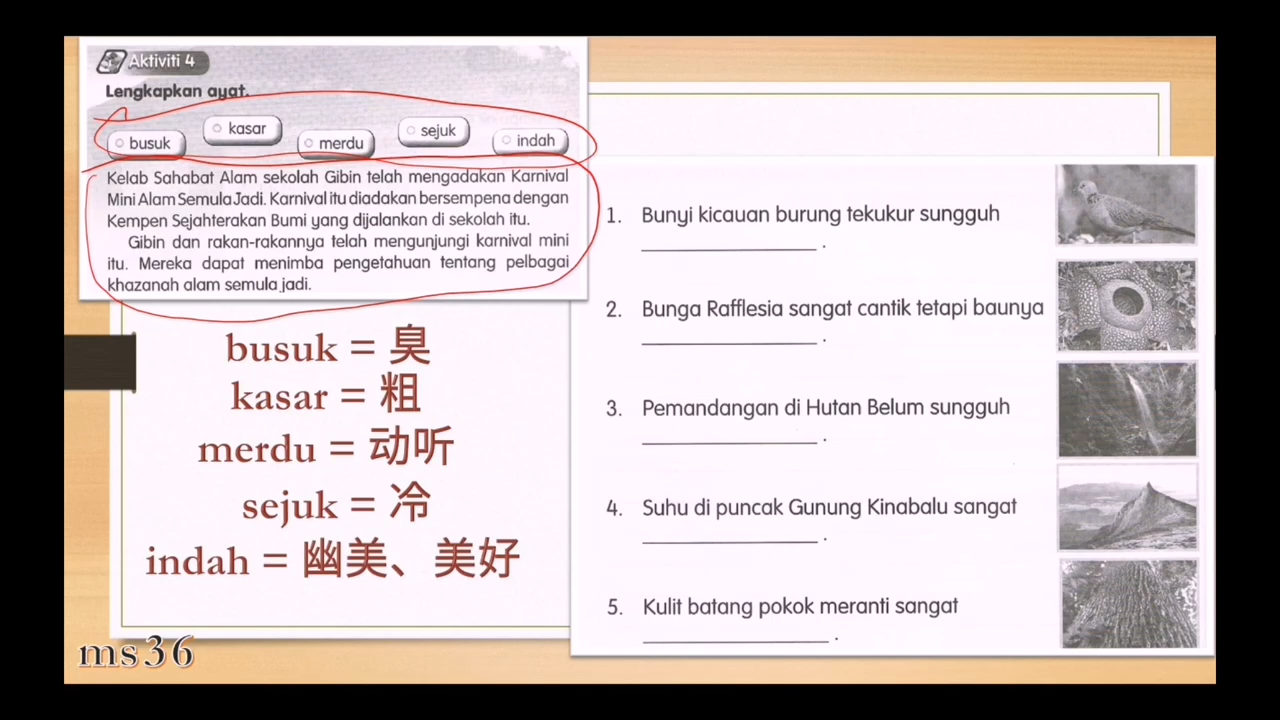 Aktiviti 4
Lengkapkan ayat.
busuk
kasar
merdu
sejuk
indah
Kelab Sahabat Alam sekolah Gibin telah mengadakan Karnival
Mini Alam Semula Jadi. Karnival itu diadakan bersempena dengan
Kempen Sejahterakan Bumi yang dijalankan di sekolah itu.
Gibin dan rakan-rakannya telah mengunjungi karnival mini
itu. Mereka dapat menimba pengetahuan tentang pelbagai
khazanah alam semula jadi.
busuk = 臭
kasar = 粗
merdu = 动听
sejuk = 冷
indah = 幽美、美好
ms36
1. Bunyi kicauan burung tekukur sungguh
____________________ .
2. Bunga Rafflesia sangat cantik tetapi baunya
____________________ .
3. Pemandangan di Hutan Belum sungguh
____________________ .
4. Suhu di puncak Gunung Kinabalu sangat
____________________ .
5. Kulit batang pokok meranti sangat
____________________ .